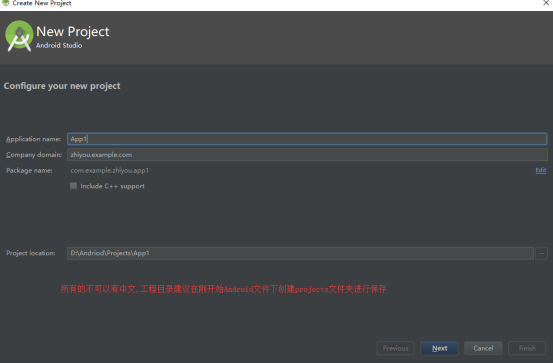 Create New Project
New Project
Android Studio
Configure your new project
Application name: App1
Company domain: zhiyou.example.com
Package name: com.example.zhiyou.app1 Edit
Include C++ support
Project location: D:\Andriod\Projects\App1 ...
所有的不可以有中文,工程目录建议在刚开始Android文件下创建projects文件夹进行保存
Previous Next Cancel Finish